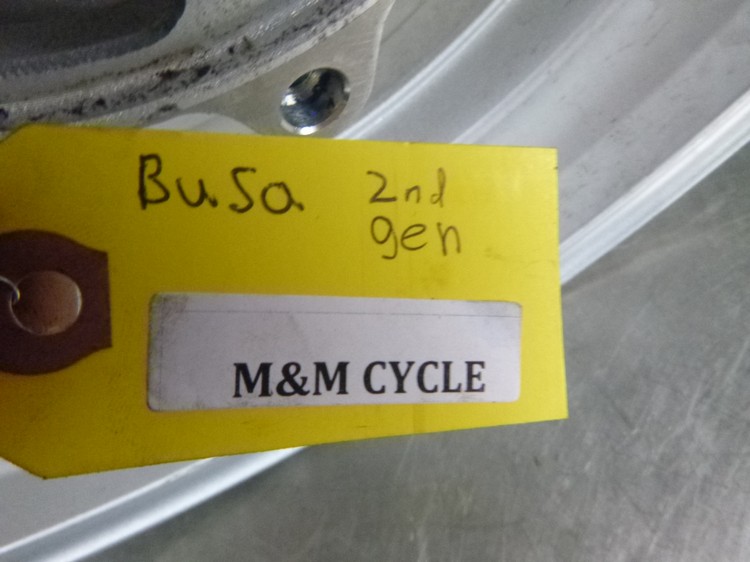 Busa 2nd
gen
M&M CYCLE